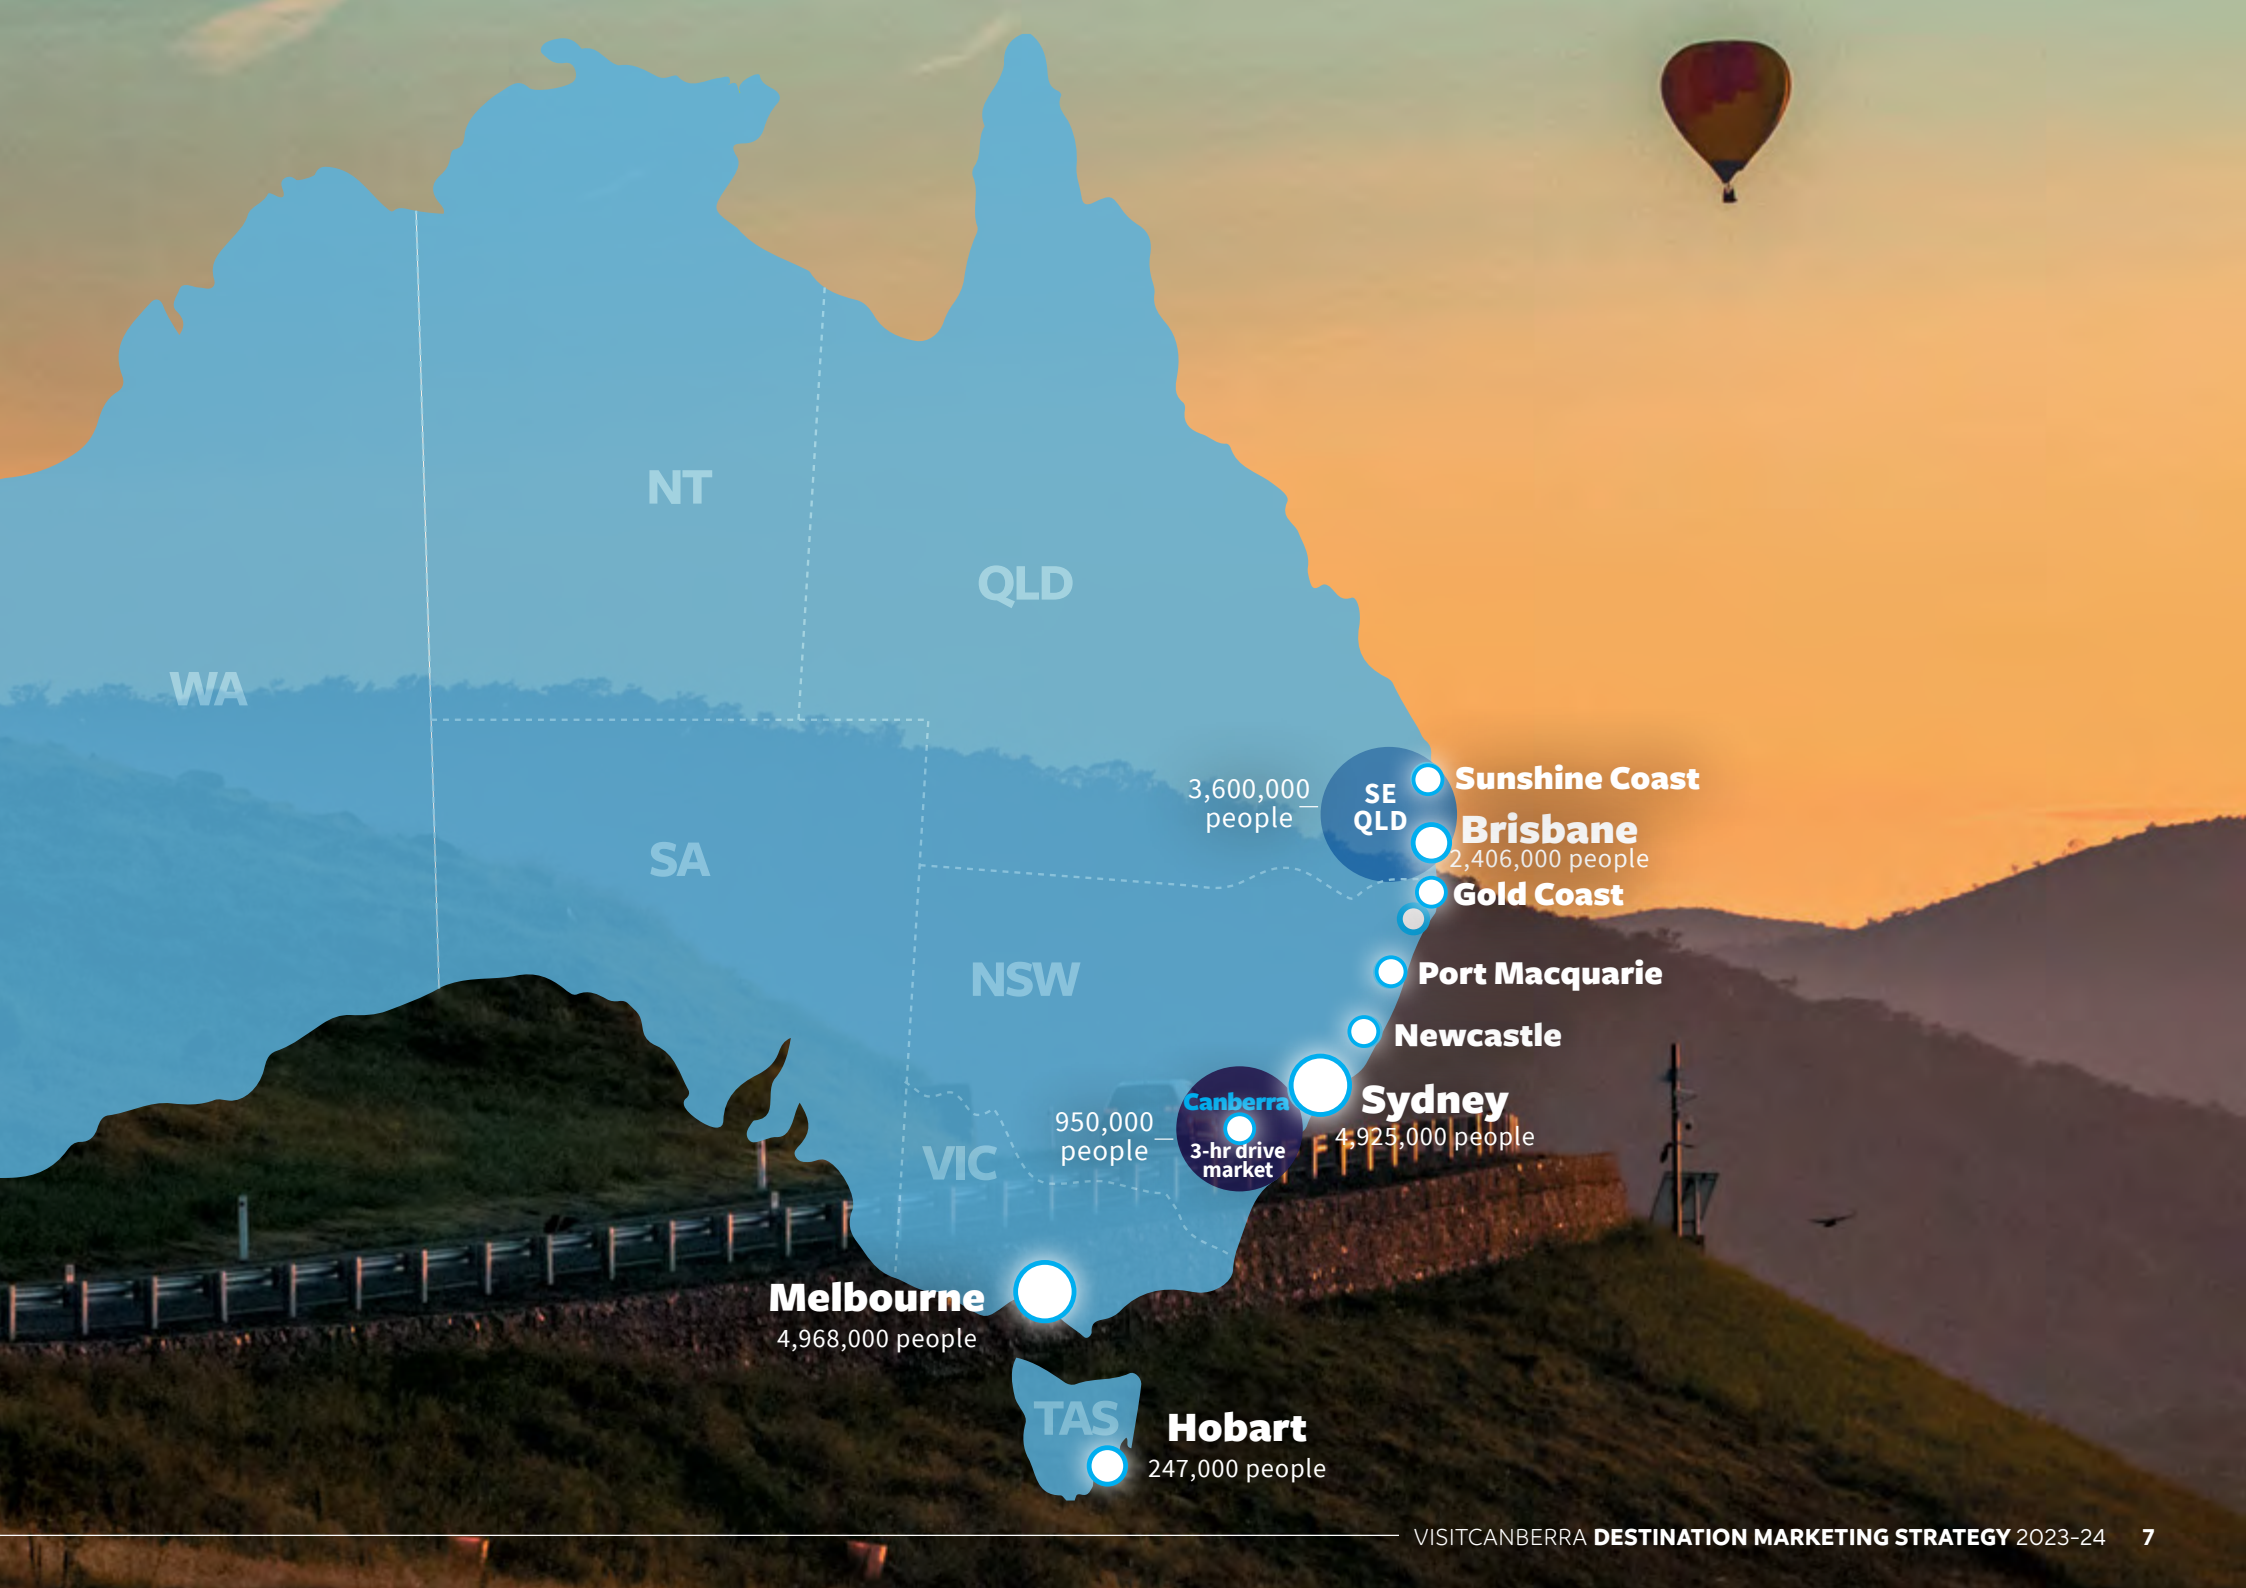 NT
QLD
WA
3,600,000
people
SE
QLD
Sunshine Coast
Brisbane
2,406,000 people
Gold Coast
SA
NSW
Port Macquarie
Newcastle
Canberra
3-hr drive
market
950,000
people
Sydney
4,925,000 people
VIC
Melbourne
4,968,000 people
TAS
Hobart
247,000 people
VISITCANBERRA DESTINATION MARKETING STRATEGY 2023–24 7